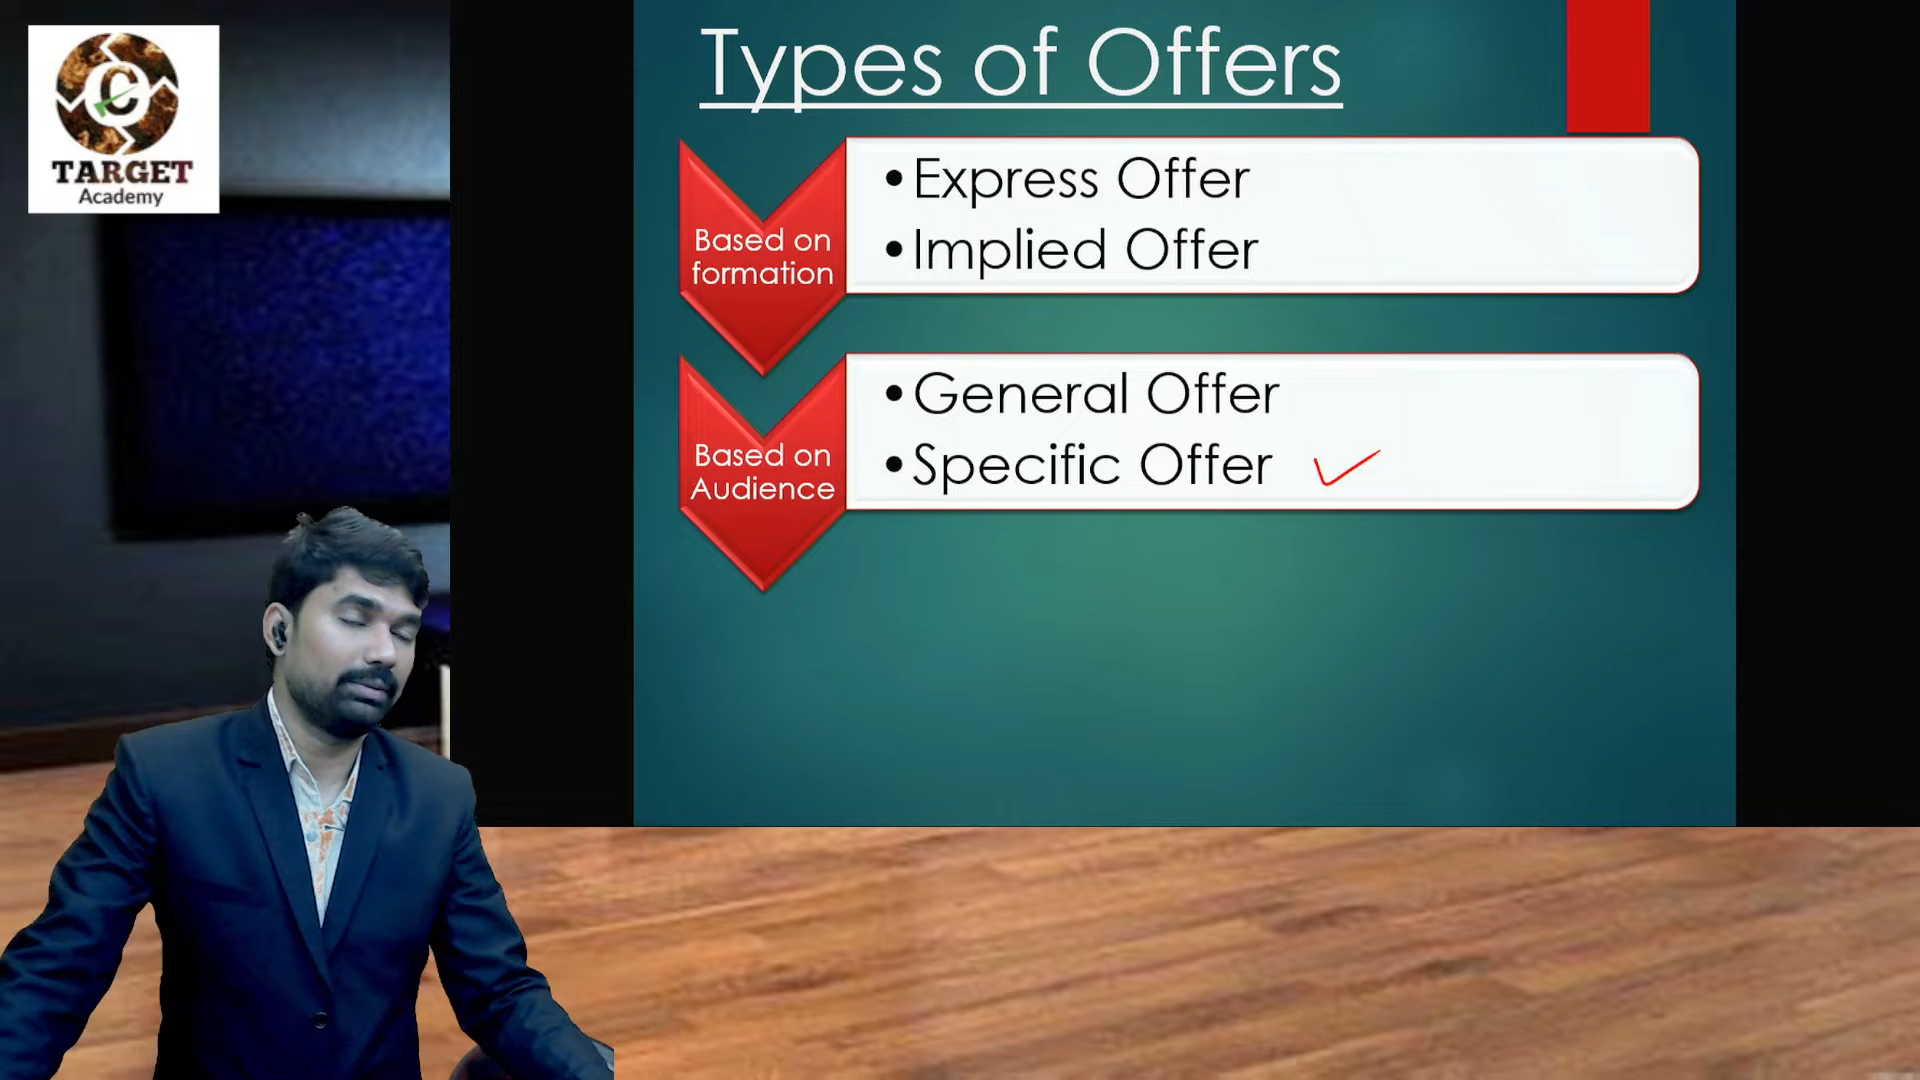 TARGET
Academy
Types of Offers
Based on
formation
•Express Offer
•Implied Offer
Based on
Audience
•General Offer
•Specific Offer